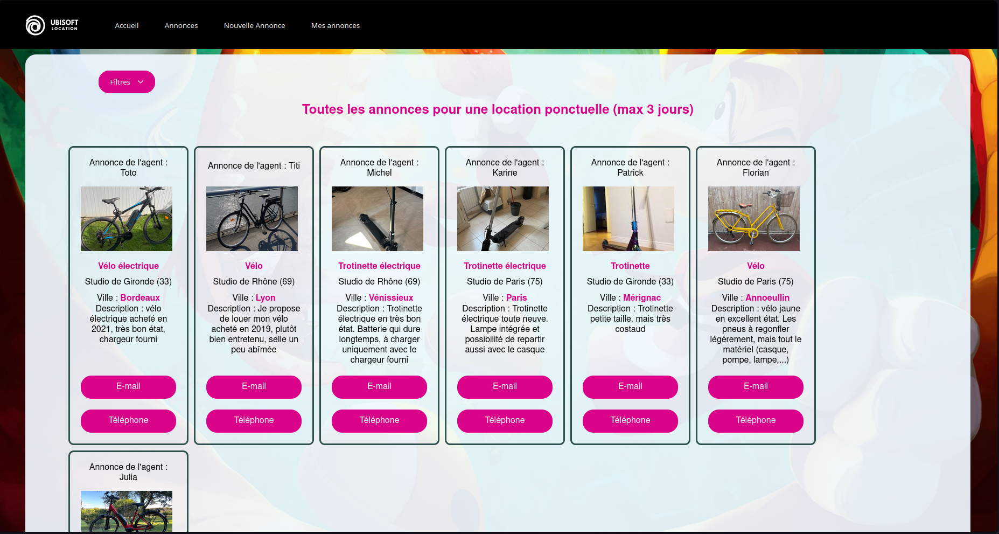 UBISOFT
LOCATION
Accueil
Annonces
Nouvelle Annonce
Mes annonces
Filtres
Toutes les annonces pour une location ponctuelle (max 3 jours)
Annonce de l'agent :
Toto
Vélo électrique
Studio de Gironde (33)
Ville : Bordeaux
Description : vélo
électrique acheté en
2021, très bon état,
chargeur fourni
E-mail
Téléphone
Annonce de l'agent : Titi
Vélo
Studio de Rhône (69)
Ville : Lyon
Description : Je propose
de louer mon vélo
acheté en 2019, plutôt
bien entretenu, selle un
peu abîmée
E-mail
Téléphone
Annonce de l'agent :
Michel
Trotinette électrique
Studio de Rhône (69)
Ville : Vénissieux
Description : Trotinette
électrique en très bon
état. Batterie qui dure
longtemps, à charger
uniquement avec le
chargeur fourni
E-mail
Téléphone
Annonce de l'agent :
Karine
Trotinette électrique
Studio de Paris (75)
Ville : Paris
Description : Trotinette
électrique toute neuve.
Lampe intégrée et
possibilité de repartir
aussi avec le casque
E-mail
Téléphone
Annonce de l'agent :
Patrick
Trotinette
Studio de Gironde (33)
Ville : Mérignac
Description : Trotinette
petite taille, mais très
costaud
E-mail
Téléphone
Annonce de l'agent :
Florian
Vélo
Studio de Paris (75)
Ville : Annoeullin
Description : vélo jaune
en excellent état. Les
pneus à regonfler
légérement, mais tout le
matériel (casque,
pompe, lampe,...)
E-mail
Téléphone
Annonce de l'agent :
Julia